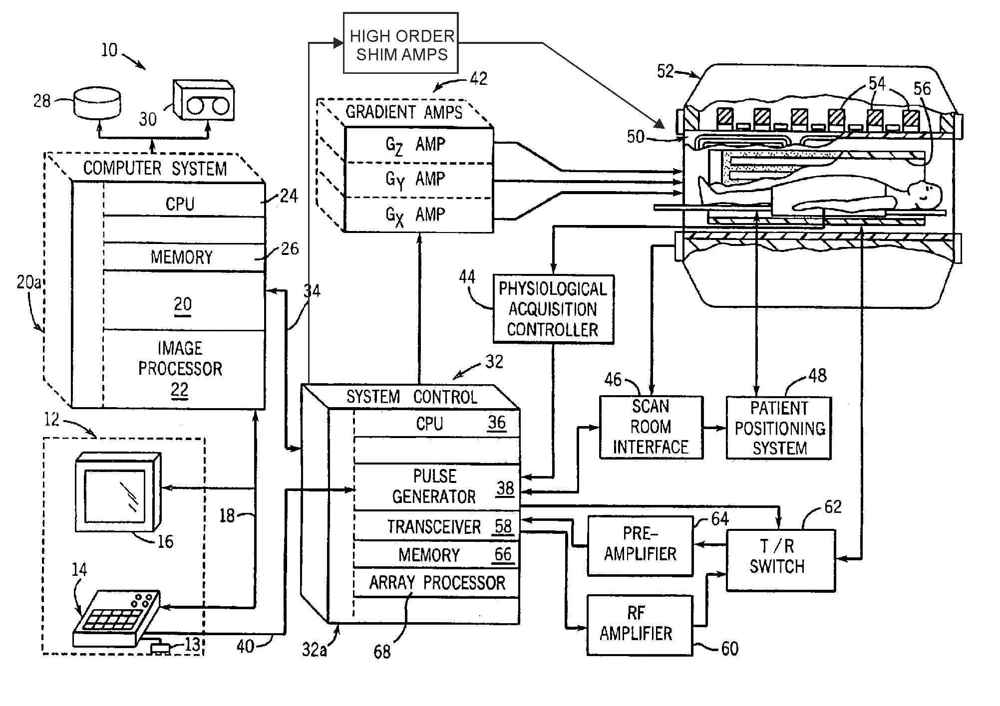 HIGH ORDER
SHIM AMPS
10
42
52
54
56
28
30
GRADIENT AMPS
50
GZ AMP
COMPUTER SYSTEM
GY AMP
CPU
24
GX AMP
MEMORY
26
20a
34
44
PHYSIOLOGICAL
ACQUISITION
CONTROLLER
20
IMAGE
PROCESSOR
22
32
46
48
SYSTEM CONTROL
SCAN
ROOM
INTERFACE
PATIENT
POSITIONING
SYSTEM
12
CPU 36
PULSE
GENERATOR 38
18
16
62
64
TRANSCEIVER 58
PRE-
AMPLIFIER
T / R
SWITCH
MEMORY 66
14
ARRAY PROCESSOR
RF
AMPLIFIER
13
40
32a
68
60